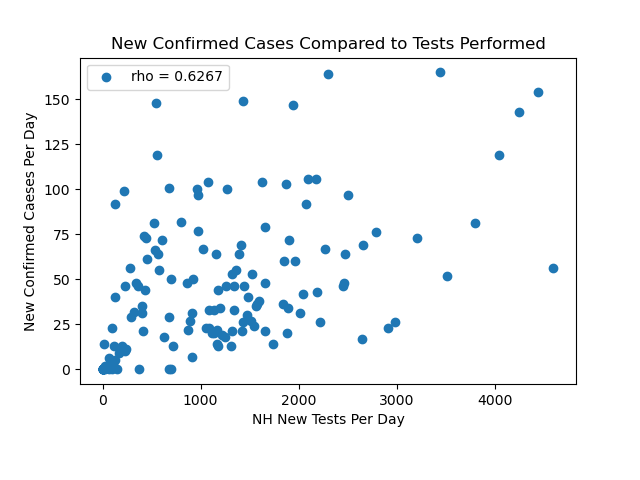 New Confirmed Cases Compared to Tests Performed
rho = 0.6267
New Confirmed Caeses Per Day
150
125
100
75
50
25
0
0 1000 2000 3000 4000
NH New Tests Per Day